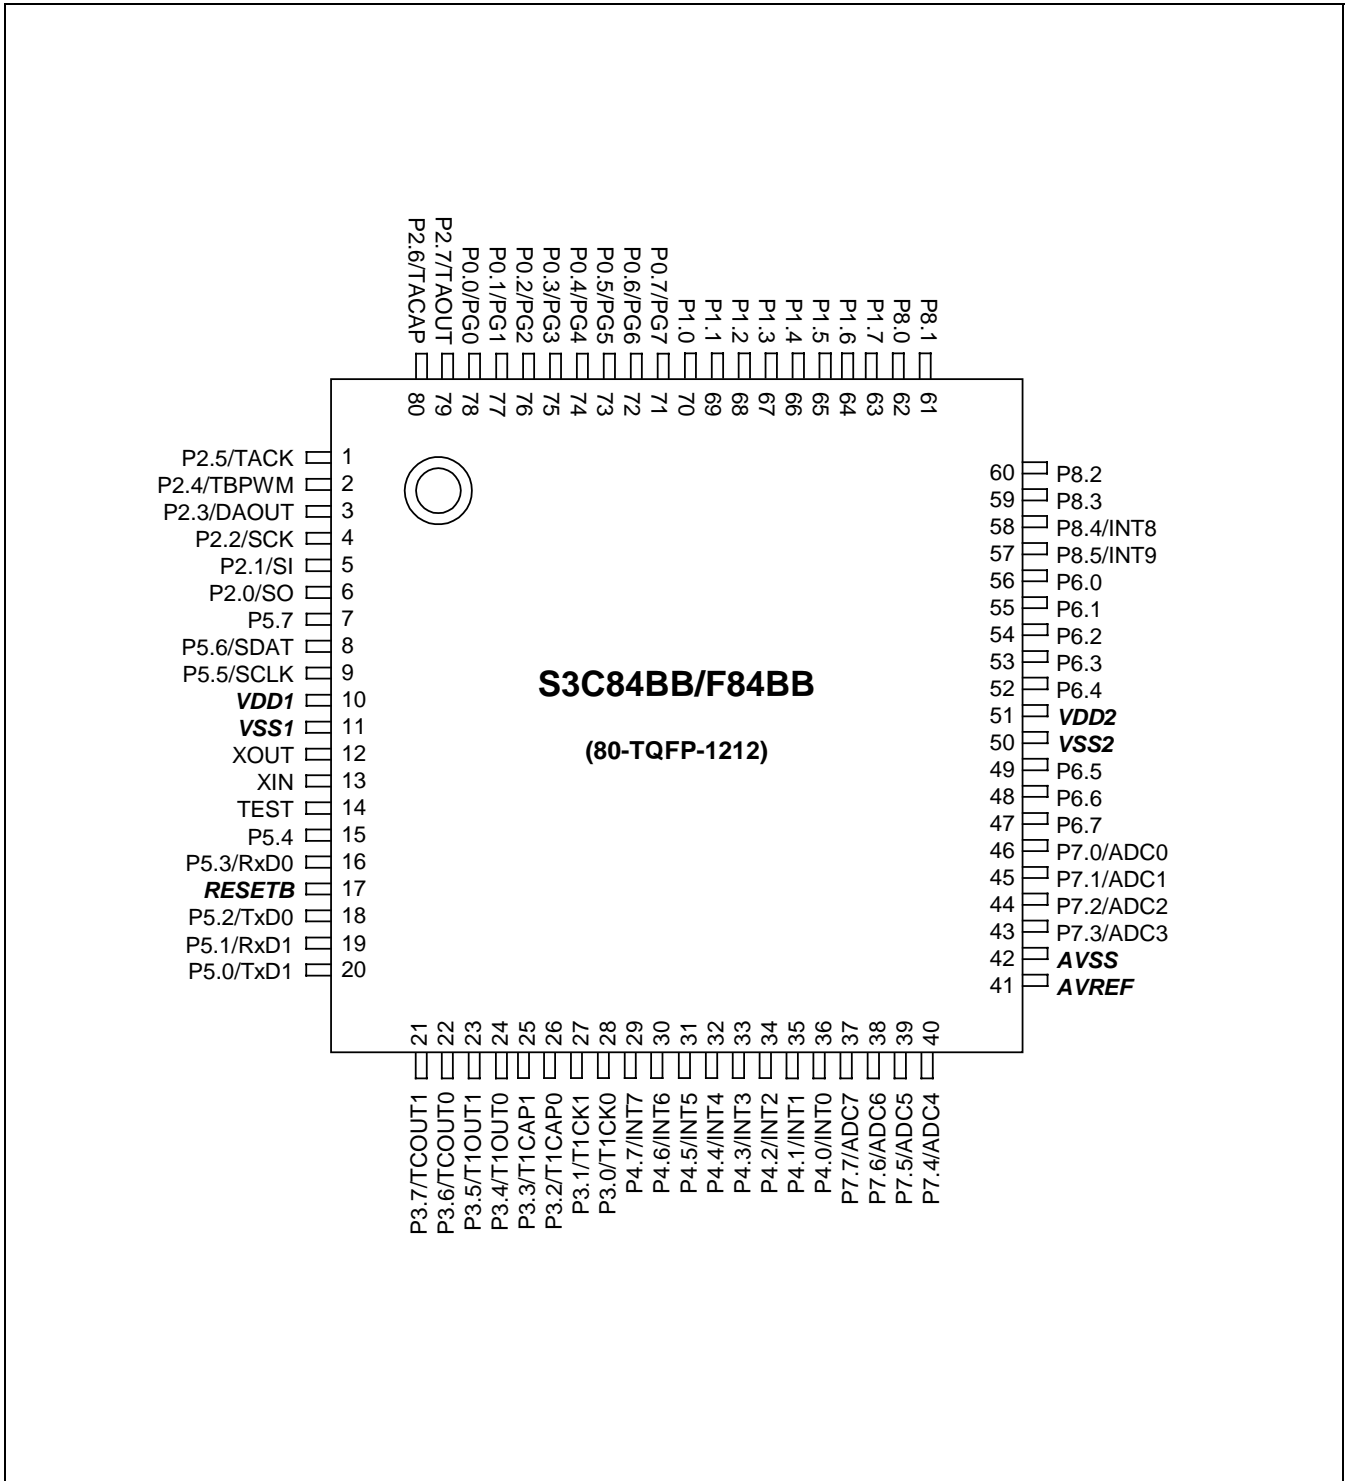 P2.6/TACAP
P2.7/TAOUT
P0.0/PG0
P0.1/PG1
P0.2/PG2
P0.3/PG3
P0.4/PG4
P0.5/PG5
P0.6/PG6
P0.7/PG7
P1.0
P1.1
P1.2
P1.3
P1.4
P1.5
P1.6
P1.7
P8.0
P8.1
80
79
78
77
76
75
74
73
72
71
70
69
68
67
66
65
64
63
62
61
P2.5/TACK 1
P2.4/TBPWM 2
P2.3/DAOUT 3
P2.2/SCK 4
P2.1/SI 5
P2.0/SO 6
P5.7 7
P5.6/SDAT 8
P5.5/SCLK 9
VDD1 10
VSS1 11
XOUT 12
XIN 13
TEST 14
P5.4 15
P5.3/RxD0 16
RESETB 17
P5.2/TxD0 18
P5.1/RxD1 19
P5.0/TxD1 20
S3C84BB/F84BB
(80-TQFP-1212)
60 P8.2
59 P8.3
58 P8.4/INT8
57 P8.5/INT9
56 P6.0
55 P6.1
54 P6.2
53 P6.3
52 P6.4
51 VDD2
50 VSS2
49 P6.5
48 P6.6
47 P6.7
46 P7.0/ADC0
45 P7.1/ADC1
44 P7.2/ADC2
43 P7.3/ADC3
42 AVSS
41 AVREF
21
22
23
24
25
26
27
28
29
30
31
32
33
34
35
36
37
38
39
40
P3.7/TCOUT1
P3.6/TCOUT0
P3.5/T1OUT1
P3.4/T1OUT0
P3.3/T1CAP1
P3.2/T1CAP0
P3.1/T1CK1
P3.0/T1CK0
P4.7/INT7
P4.6/INT6
P4.5/INT5
P4.4/INT4
P4.3/INT3
P4.2/INT2
P4.1/INT1
P4.0/INT0
P7.7/ADC7
P7.6/ADC6
P7.5/ADC5
P7.4/ADC4